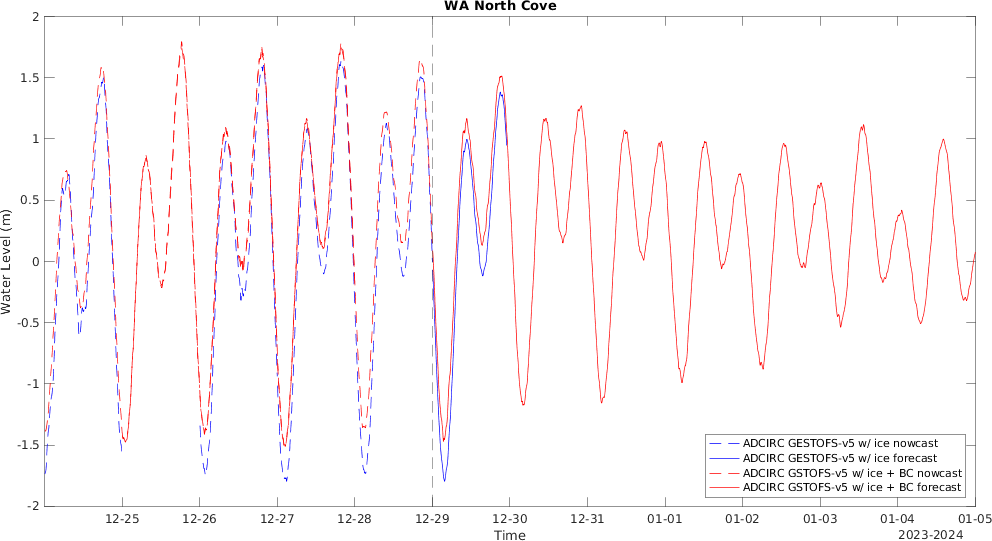 WA North Cove
2
1.5
1
0.5
0
-0.5
-1
-1.5
-2
Water Level (m)
12-25 12-26 12-27 12-28 12-29 12-30 12-31 01-01 01-02 01-03 01-04 01-05
Time
2023-2024
ADCIRC GESTOFS-v5 w/ ice nowcast
ADCIRC GESTOFS-v5 w/ ice forecast
ADCIRC GSTOFS-v5 w/ ice + BC nowcast
ADCIRC GSTOFS-v5 w/ ice + BC forecast